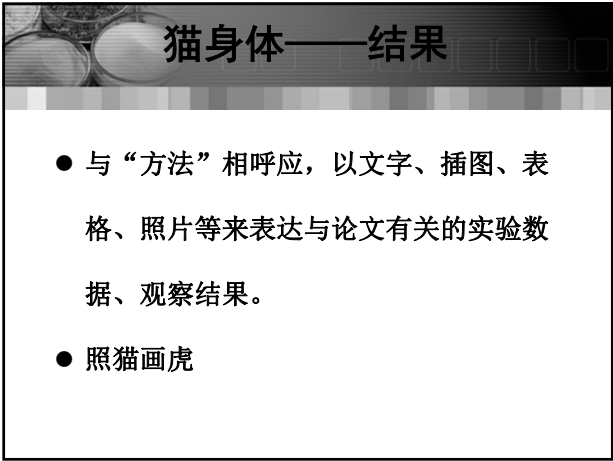 猫身体——结果
与“方法”相呼应，以文字、插图、表
格、照片等来表达与论文有关的实验数
据、观察结果。
照猫画虎